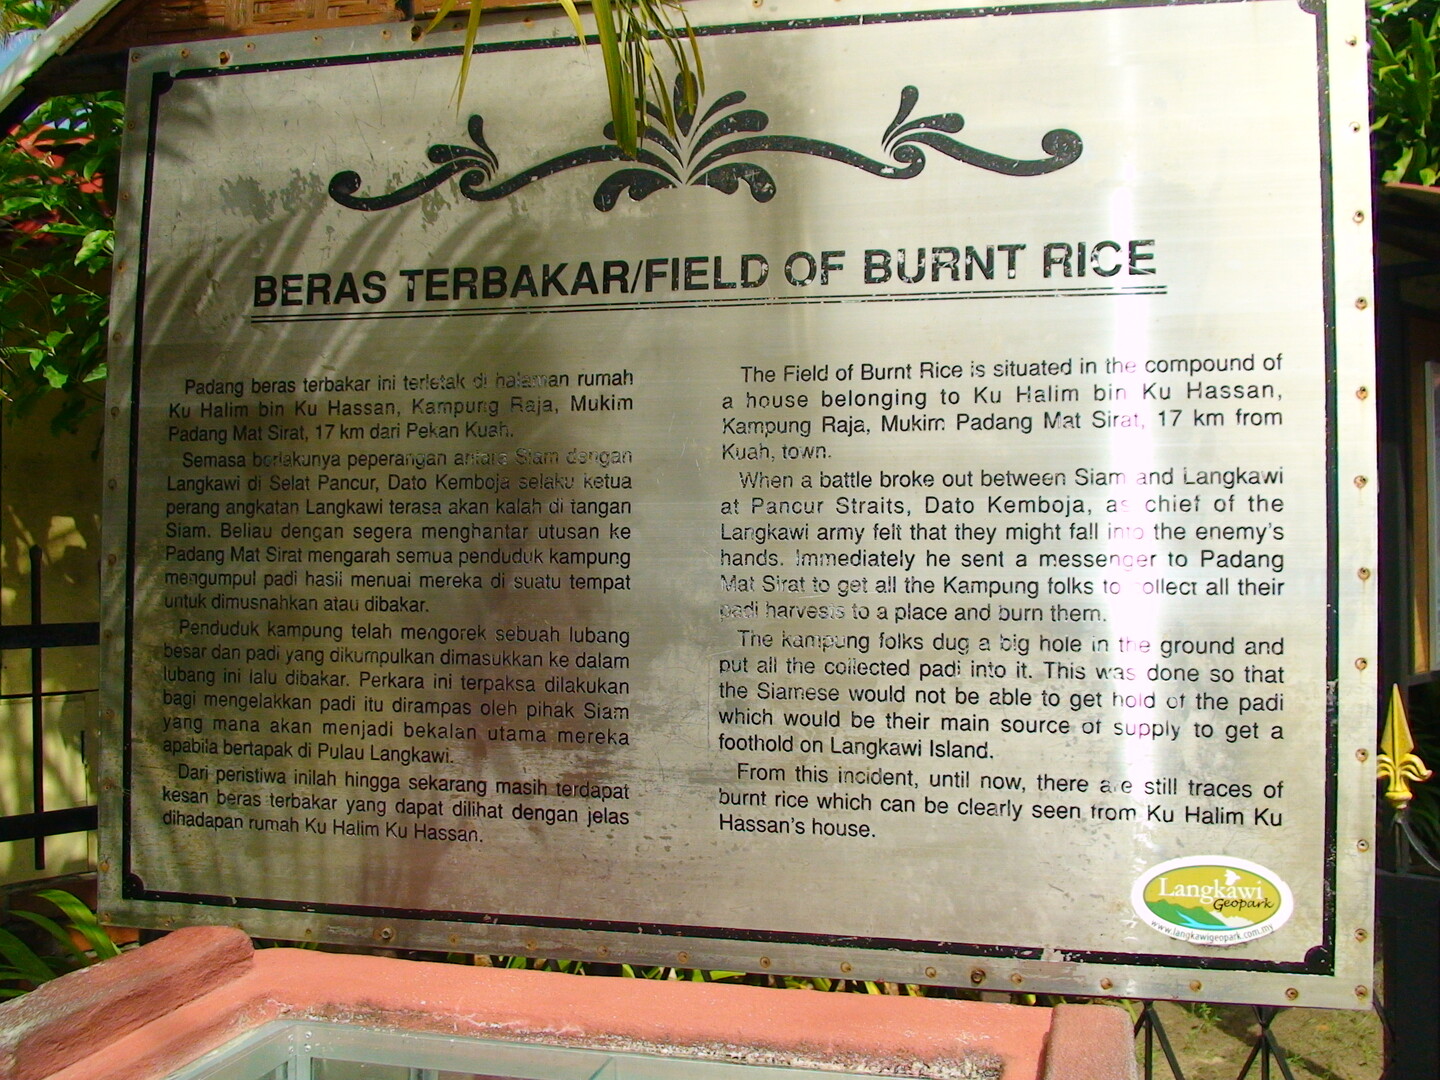 BERAS TERBAKAR/FIELD OF BURNT RICE
Padang beras terbakar ini terletak di halaman rumah
Ku Halim bin Ku Hassan, Kampung Raja, Mukim
Padang Mat Sirat, 17 km dari Pekan Kuah.
Semasa berlakunya peperangan antara Siam dengan
Langkawi di Selat Pancur, Dato Kemboja selaku ketua
perang angkatan Langkawi terasa akan kalah di tangan
Siam. Beliau dengan segera menghantar utusan ke
Padang Mat Sirat mengarah semua penduduk kampung
mengumpul padi hasil menuai mereka di suatu tempat
untuk dimusnahkan atau dibakar.
Penduduk kampung telah mengorek sebuah lubang
besar dan padi yang dikumpulkan dimasukkan ke dalam
lubang ini lalu dibakar. Perkara ini terpaksa dilakukan
bagi mengelakkan padi itu dirampas oleh pihak Siam
yang mana akan menjadi bekalan utama mereka
apabila bertapak di Pulau Langkawi.
Dari peristiwa inilah hingga sekarang masih terdapat
kesan beras terbakar yang dapat dilihat dengan jelas
dihadapan rumah Ku Halim Ku Hassan.
The Field of Burnt Rice is situated in the compound of
a house belonging to Ku Halim bin Ku Hassan,
Kampung Raja, Mukim Padang Mat Sirat, 17 km from
Kuah, town.
When a battle broke out between Siam and Langkawi
at Pancur Straits, Dato Kemboja, as chief of the
Langkawi army felt that they might fall into the enemy's
hands. Immediately he sent a messenger to Padang
Mat Sirat to get all the Kampung folks to collect all their
padi harvests to a place and burn them.
The kampung folks dug a big hole in the ground and
put all the collected padi into it. This was done so that
the Siamese would not be able to get hold of the padi
which would be their main source of supply to get a
foothold on Langkawi Island.
From this incident, until now, there are still traces of
burnt rice which can be clearly seen from Ku Halim Ku
Hassan's house.
Langkawi
Geopark
www.langkawigeopark.com.my